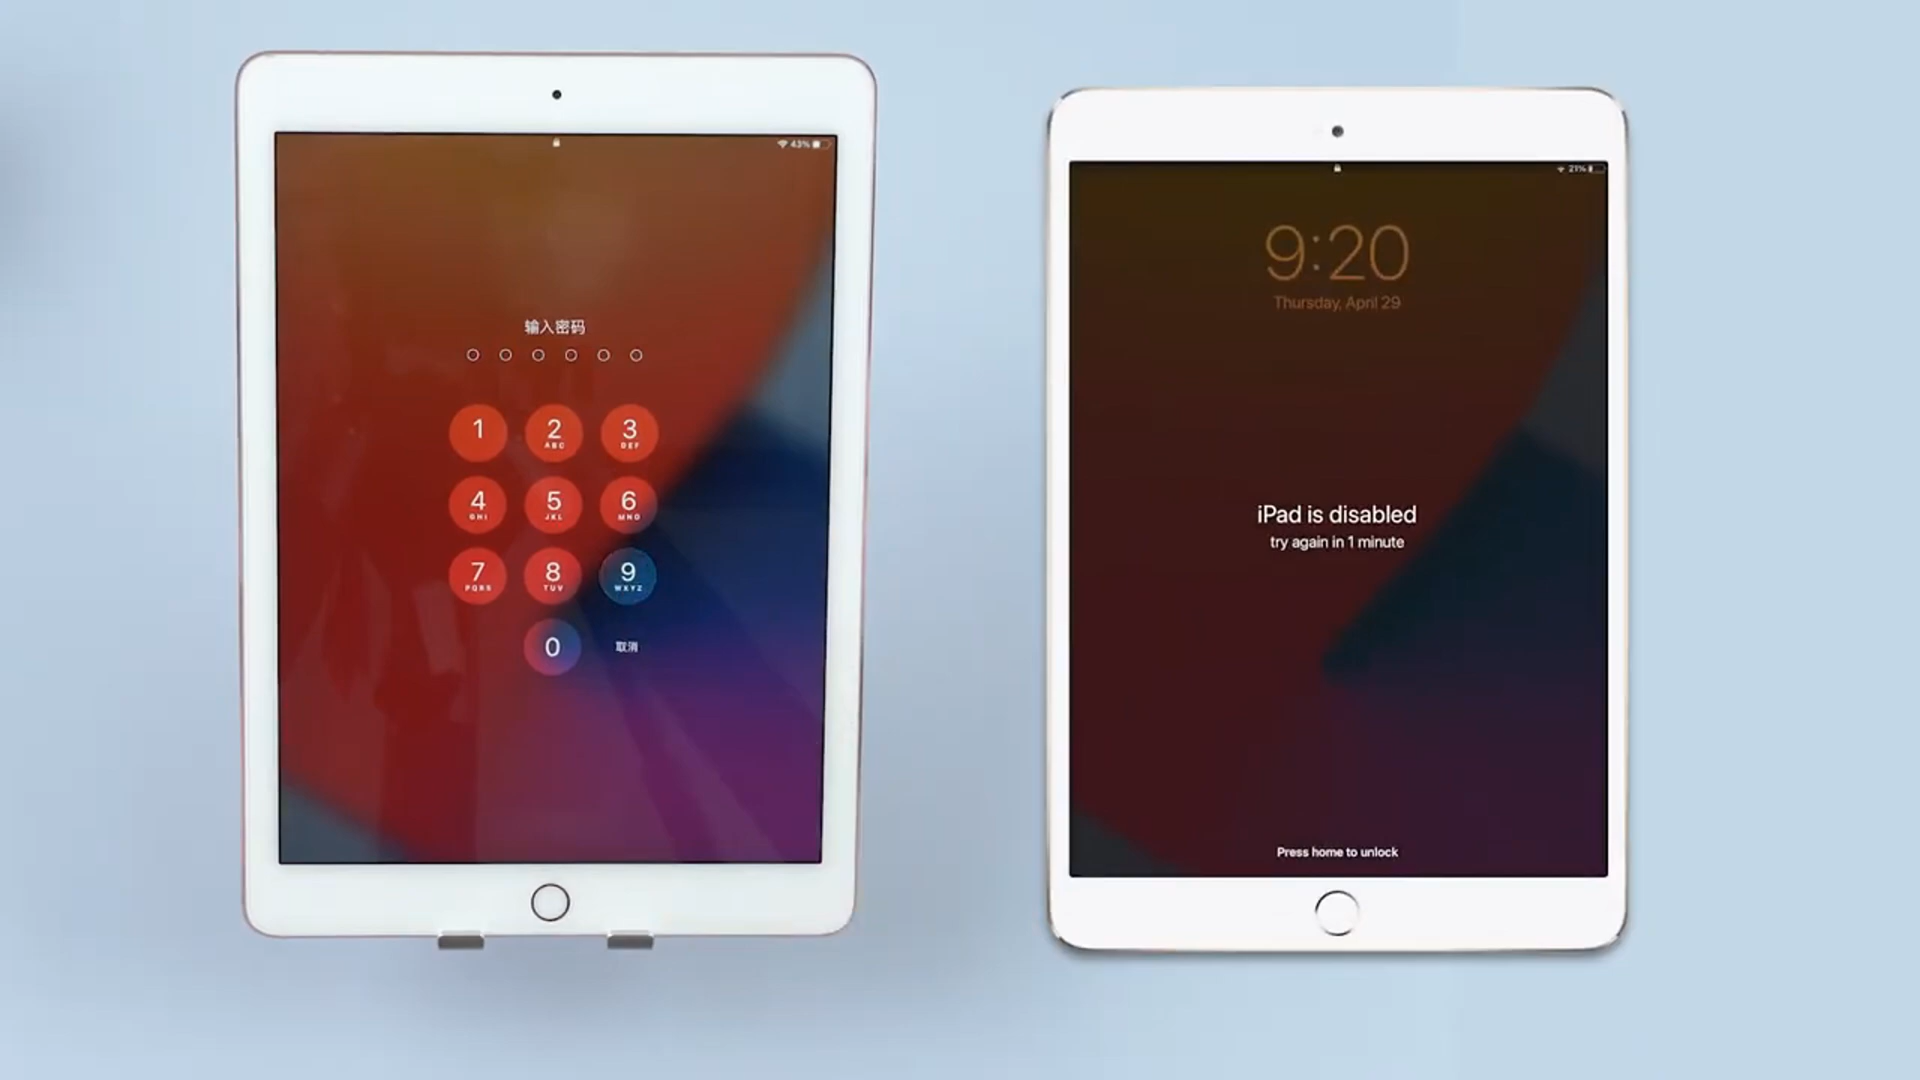 43%
输入密码
1
2
ABC
3
DEF
4
GHI
5
JKL
6
MNO
7
PQRS
8
TUV
9
WXYZ
0
取消
21%
9:20
Thursday, April 29
iPad is disabled
try again in 1 minute
Press home to unlock